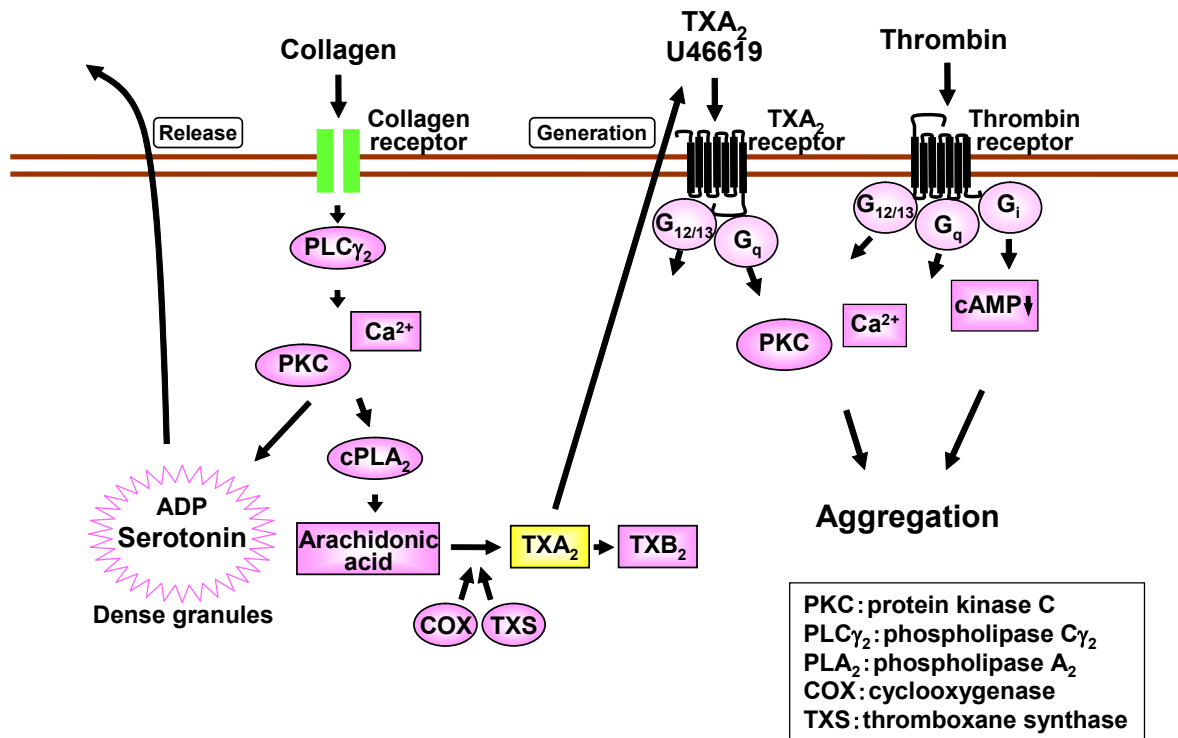 Collagen
TXA₂
U46619
Thrombin
Release
Collagen
receptor
Generation
TXA₂
receptor
Thrombin
receptor
PLCγ₂
G₁₂/₁₃
Gq
G₁₂/₁₃
Gq
Gi
Ca²⁺
PKC
PKC
Ca²⁺
cAMP
cPLA₂
ADP
Serotonin
Dense granules
Arachidonic
acid
TXA₂
TXB₂
COX
TXS
Aggregation
PKC:protein kinase C
PLCγ₂:phospholipase Cγ₂
PLA₂:phospholipase A₂
COX:cyclooxygenase
TXS:thromboxane synthase